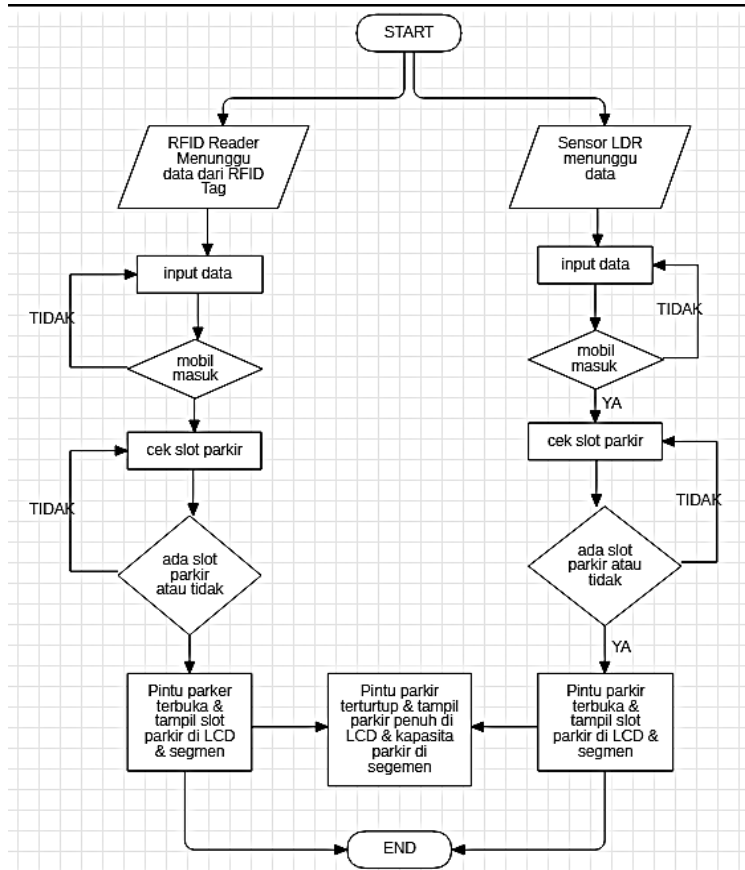 START
RFID Reader
Menunggu
data dari RFID
Tag
Sensor LDR
menunggu
data
input data
input data
TIDAK
TIDAK
mobil
masuk
mobil
masuk
YA
cek slot parkir
cek slot parkir
TIDAK
TIDAK
ada slot
parkir
atau tidak
ada slot
parkir atau
tidak
YA
Pintu parker
terbuka &
tampil slot
parkir di LCD
& segmen
Pintu parkir
terturtup & tampil
parkir penuh di
LCD & kapasita
parkir di
segemen
Pintu parkir
terbuka &
tampil slot
parkir di LCD &
segmen
END